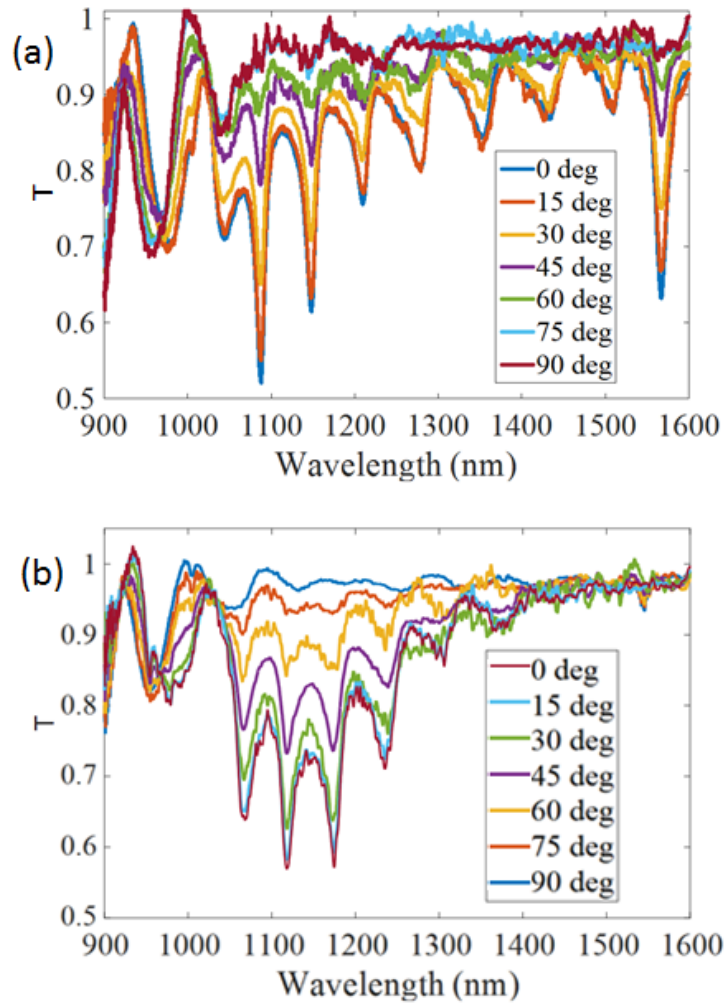 (a)
1
0.9
0.8
0.7
0.6
0.5
T
0 deg
15 deg
30 deg
45 deg
60 deg
75 deg
90 deg
900 1000 1100 1200 1300 1400 1500 1600
Wavelength (nm)
(b)
1
0.9
0.8
0.7
0.6
0.5
T
0 deg
15 deg
30 deg
45 deg
60 deg
75 deg
90 deg
900 1000 1100 1200 1300 1400 1500 1600
Wavelength (nm)